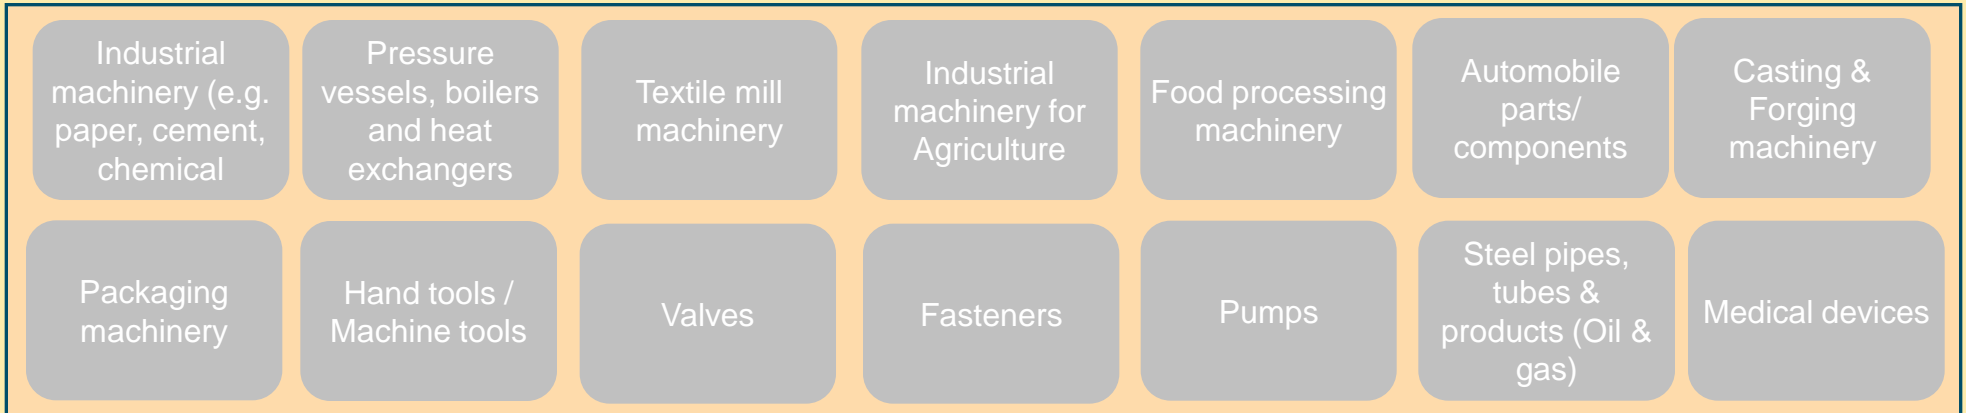 Industrial
machinery (e.g.
paper, cement,
chemical
Pressure
vessels, boilers
and heat
exchangers
Textile mill
machinery
Industrial
machinery for
Agriculture
Food processing
machinery
Automobile
parts/
components
Casting &
Forging
machinery
Packaging
machinery
Hand tools /
Machine tools
Valves
Fasteners
Pumps
Steel pipes,
tubes &
products (Oil &
gas)
Medical devices